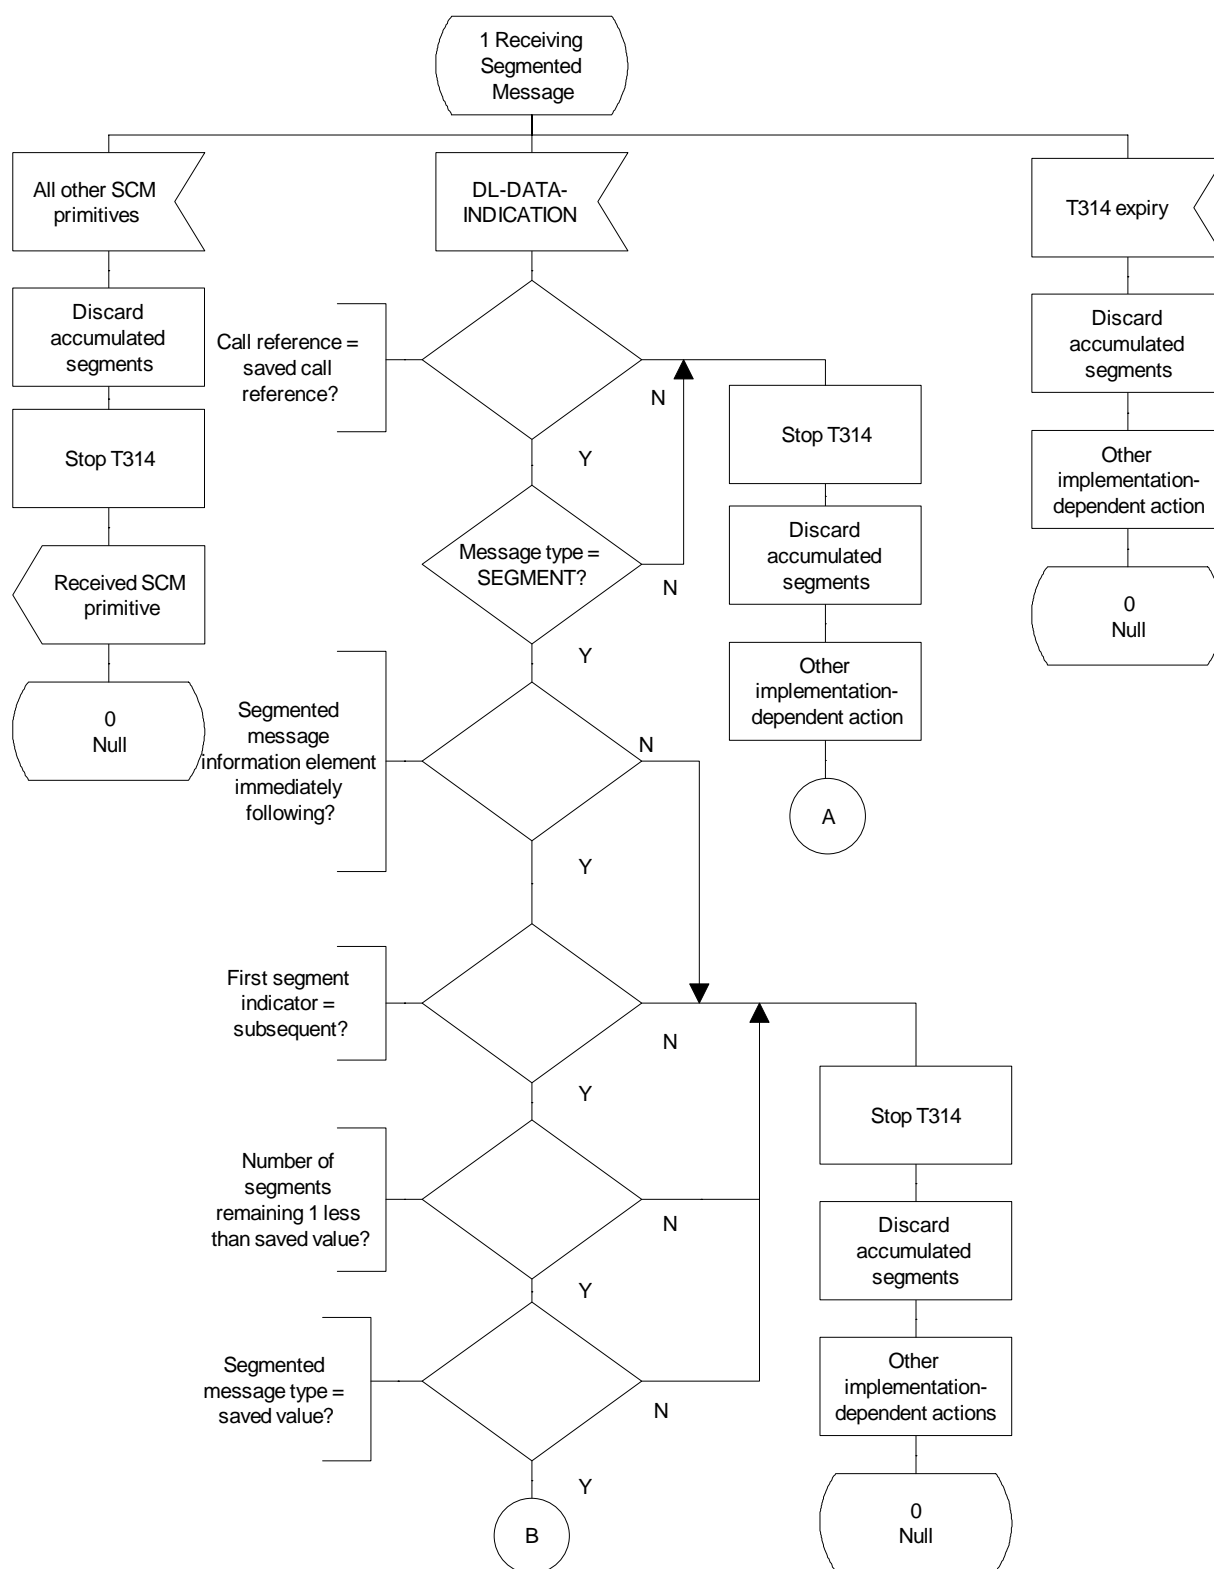 1 Receiving
Segmented
Message
All other SCM
primitives
DL-DATA-
INDICATION
T314 expiry
Discard
accumulated
segments
Call reference =
saved call
reference?
N
Discard
accumulated
segments
Stop T314
Stop T314
Y
Other
implementation-
dependent action
Message type =
SEGMENT?
N
Discard
accumulated
segments
Received SCM
primitive
0
Null
Y
Other
implementation-
dependent action
0
Null
Segmented
message
information element
immediately
following?
N
A
Y
First segment
indicator =
subsequent?
N
Y
Stop T314
Number of
segments
remaining 1 less
than saved value?
N
Discard
accumulated
segments
Y
Segmented
message type =
saved value?
N
Other
implementation-
dependent actions
Y
B
0
Null